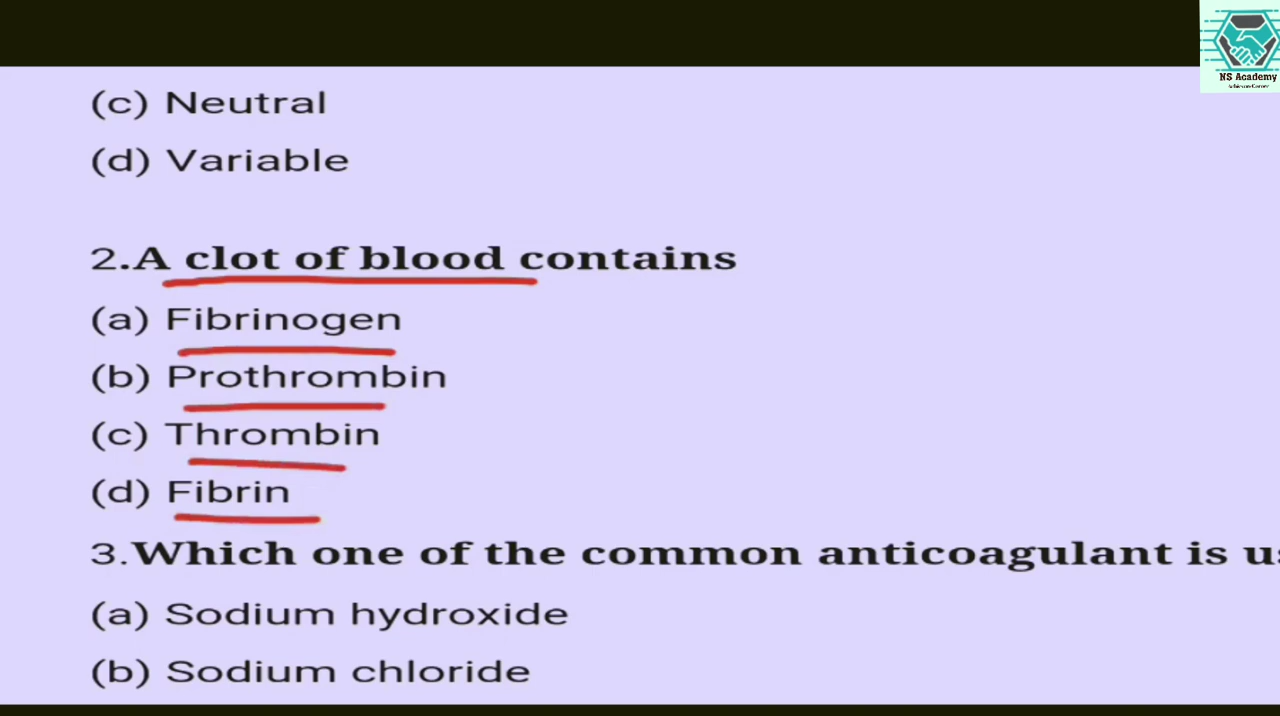 NS Academy
(c) Neutral
(d) Variable
2.A clot of blood contains
(a) Fibrinogen
(b) Prothrombin
(c) Thrombin
(d) Fibrin
3.Which one of the common anticoagulant is
(a) Sodium hydroxide
(b) Sodium chloride